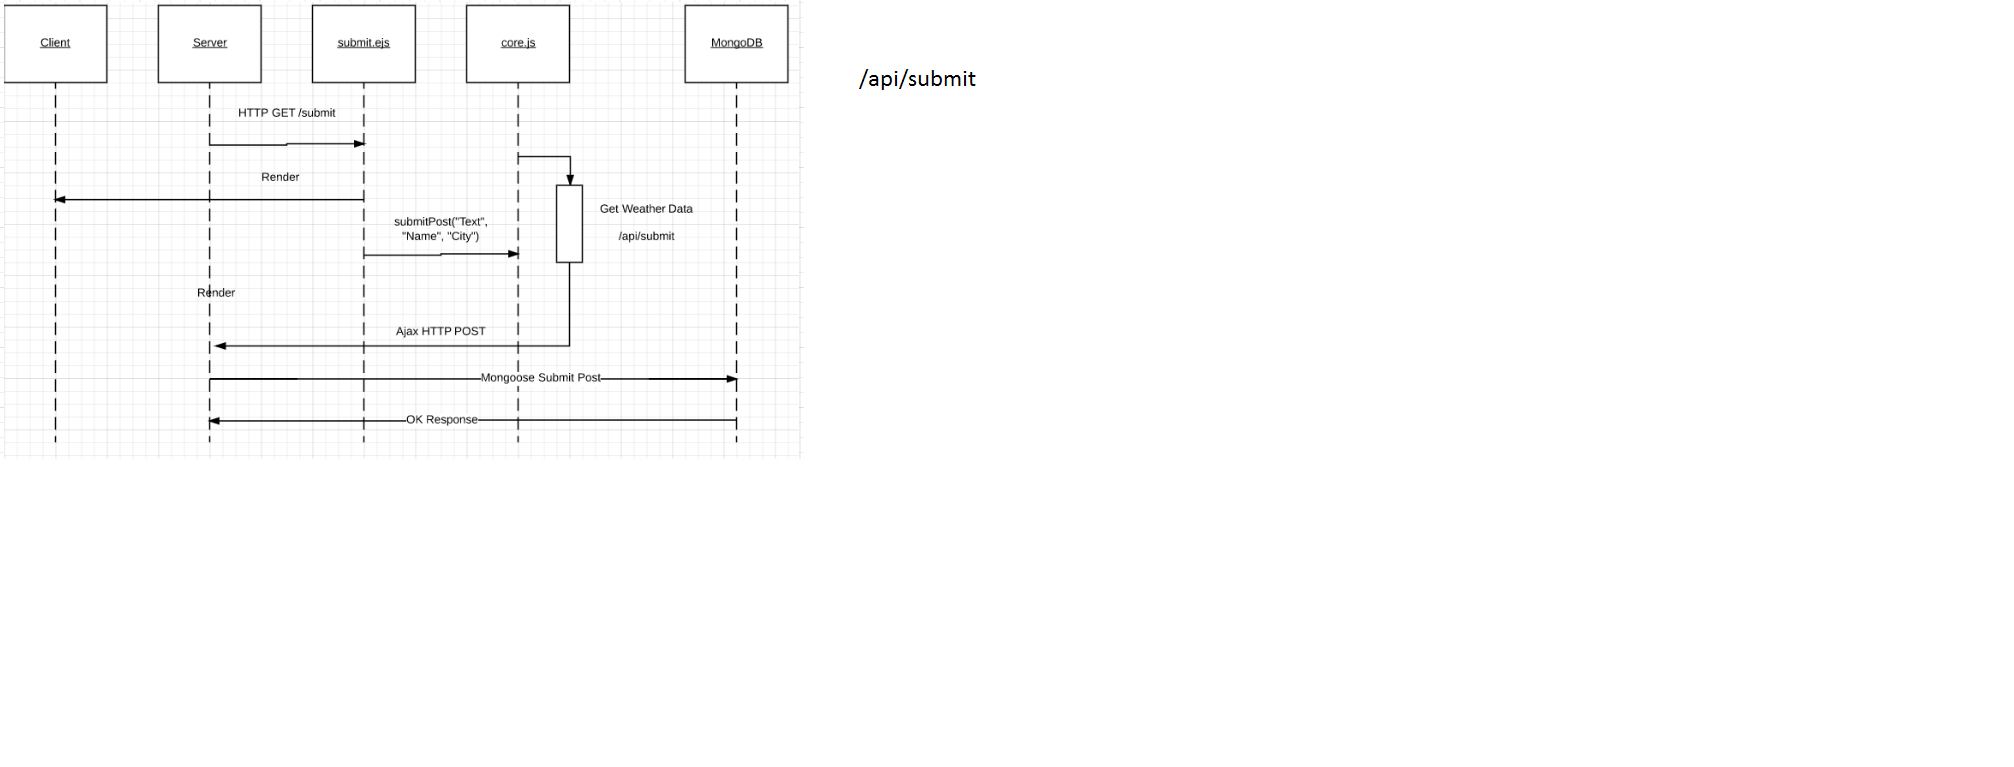 Client
Server
submit.ejs
core.js
MongoDB
/api/submit
HTTP GET /submit
Render
submitPost("Text",
"Name", "City")
Get Weather Data
/api/submit
Render
Ajax HTTP POST
Mongoose Submit Post
OK Response